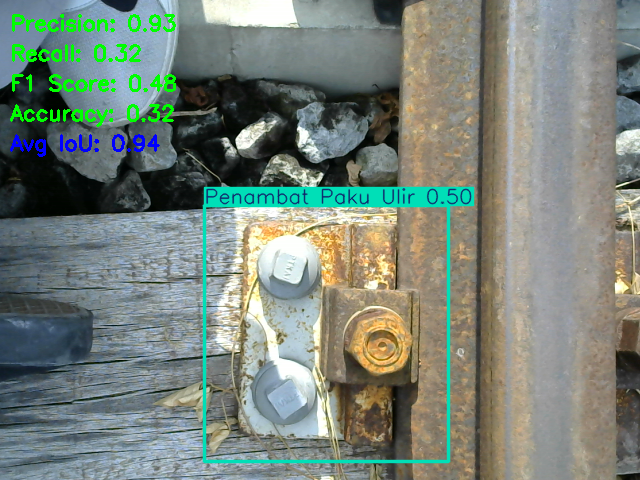 Precision: 0.93
Recall: 0.32
F1 Score: 0.48
Accuracy: 0.32
Avg IoU: 0.94
Penambat Paku Ulir 0.50